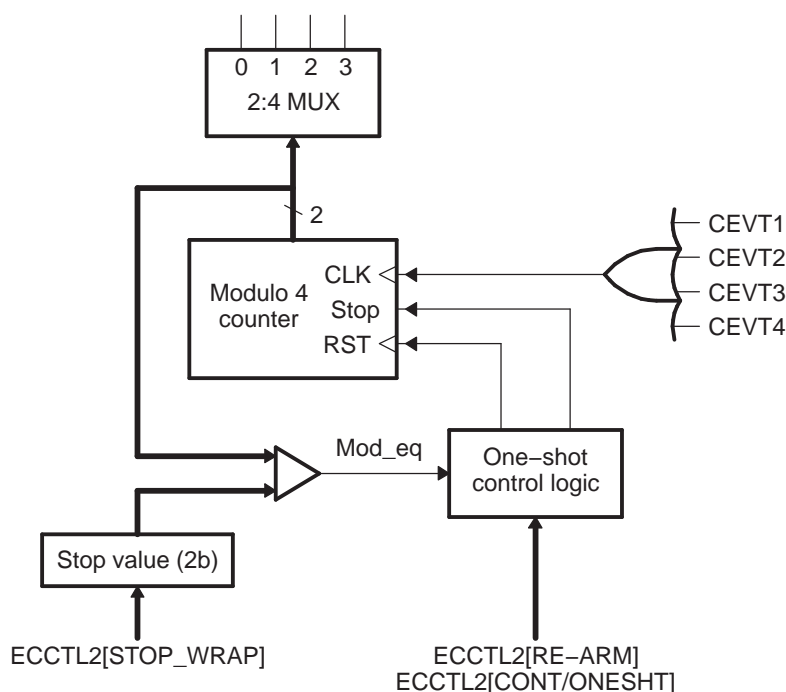 0 1 2 3
2:4 MUX
2
CEVT1
CEVT2
CEVT3
CEVT4
Modulo 4
counter
CLK
Stop
RST
Mod_eq
One−shot
control logic
Stop value (2b)
ECCTL2[STOP_WRAP]
ECCTL2[RE−ARM]
ECCTL2[CONT/ONESHT]